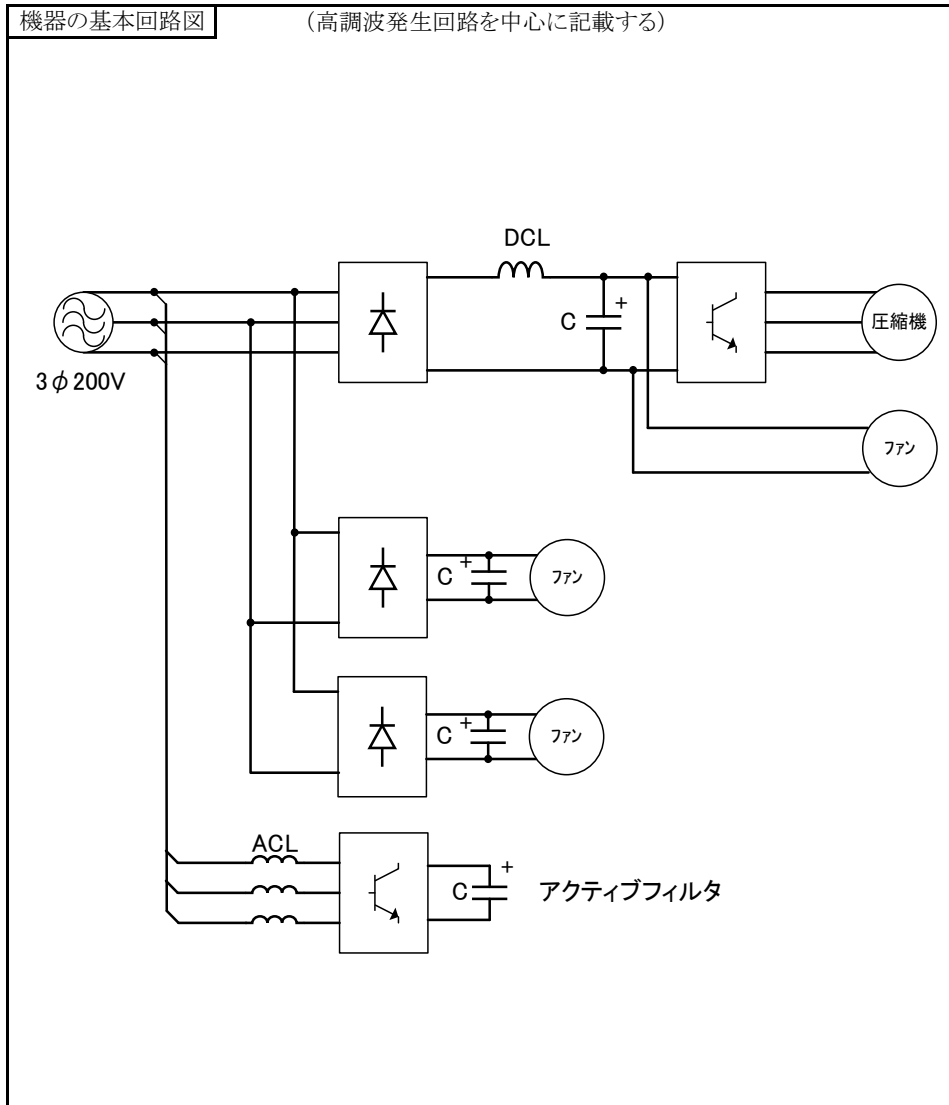 機器の基本回路図
(高調波発生回路を中心に記載する)
DCL
C
+
圧縮機
3φ200V
ファン
C
+
ファン
C
+
ファン
ACL
C
+
アクティブフィルタ